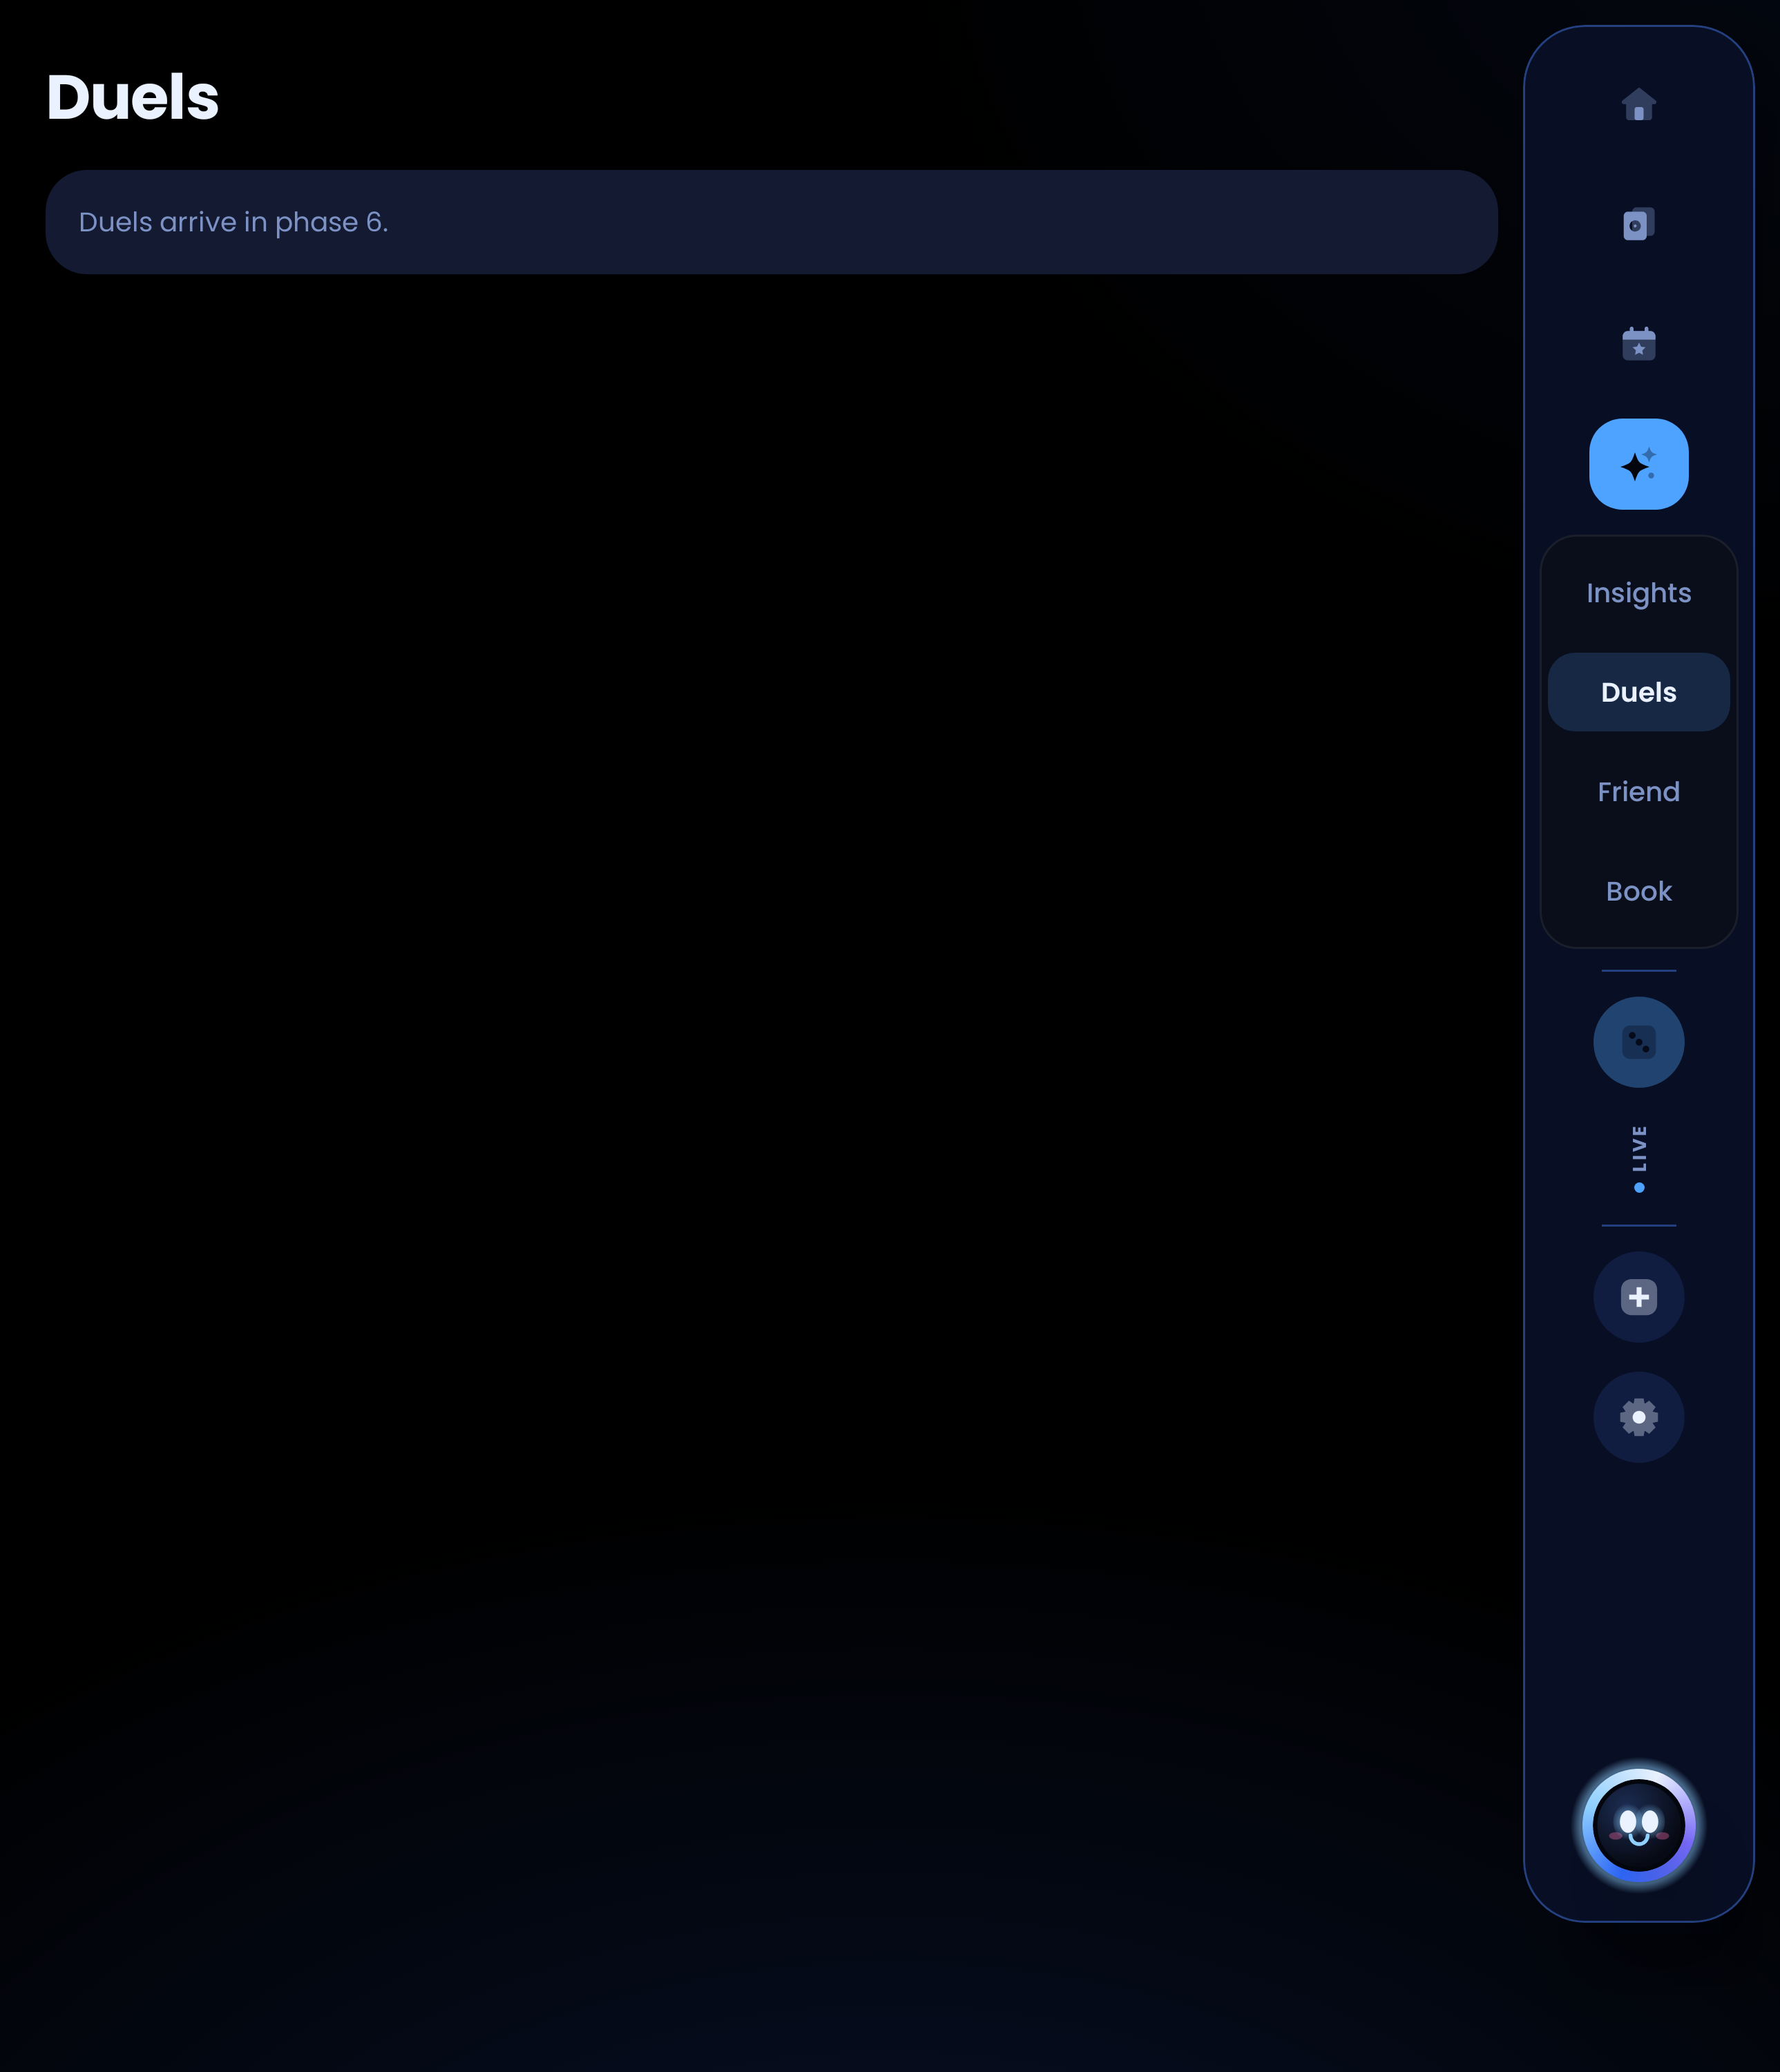 Duels
Duels arrive in phase 6.
Insights
Duels
Friend
Book
LIVE